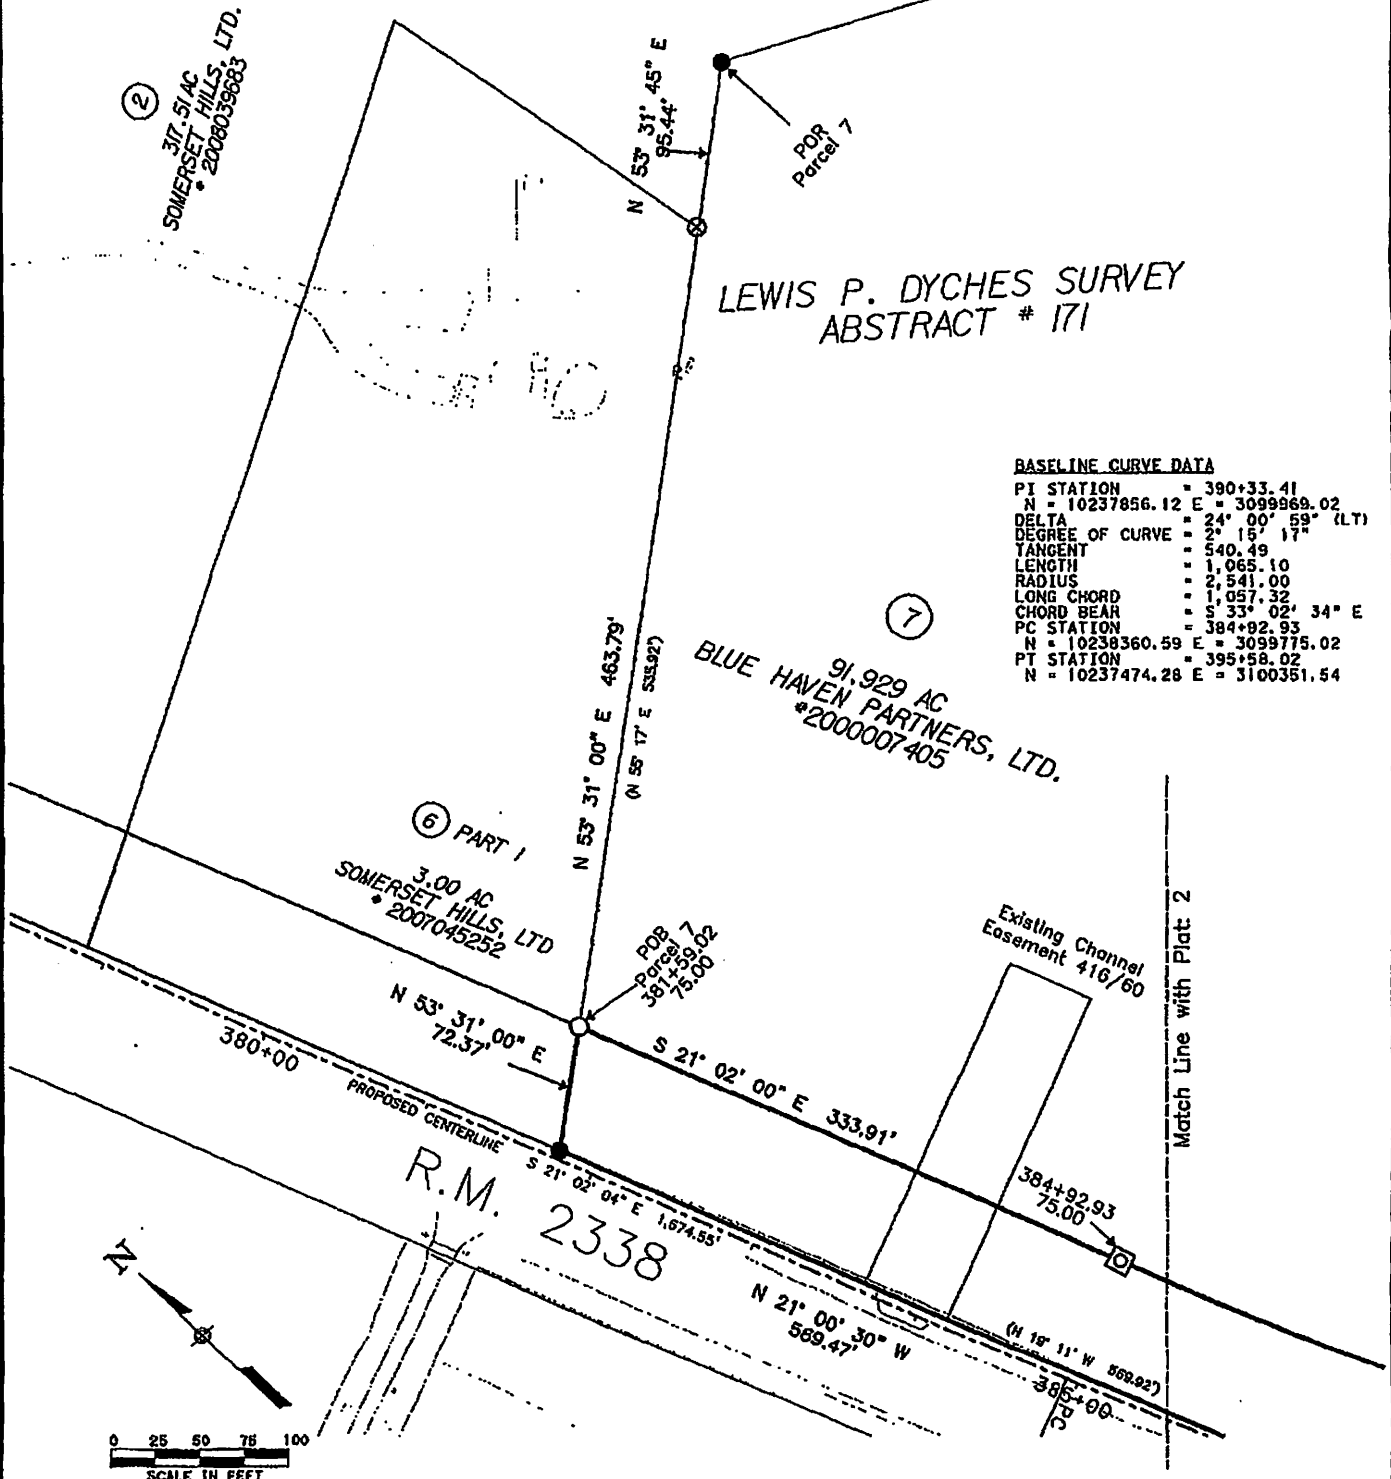 2
317.51 AC
SOMERSET HILLS, LTD.
* 2008039683
N 53° 31' 45" E
95.44'
POR
Parcel 7
LEWIS P. DYCHES SURVEY
ABSTRACT # 171
BASELINE CURVE DATA
PI STATION = 390+33.41
N = 10237856.12 E = 3099969.02
DELTA = 24° 00' 59" (LT)
DEGREE OF CURVE = 2° 15' 17"
TANGENT = 540.49
LENGTH = 1,065.10
RADIUS = 2,541.00
LONG CHORD = 1,057.32
CHORD BEAR = S 33° 02' 34" E
PC STATION = 384+92.93
N = 10238360.59 E = 3099775.02
PT STATION = 395+58.02
N = 10237474.28 E = 3100351.54
N 53° 31' 00" E 463.79'
(N 55° 17' E 535.92')
7
91.929 AC
BLUE HAVEN PARTNERS, LTD.
*2000007405
6 PART 1
3.00 AC
SOMERSET HILLS, LTD
* 2007045252
POB
Parcel 7
381+59.02
75.00
Existing Channel
Easement 416/60
Match Line with Plat: 2
N 53° 31' 00" E
72.37'
380+00
PROPOSED CENTERLINE
S 21° 02' 00" E 333.91'
384+92.93
75.00
S 21° 02' 04" E 1,674.55'
R.M. 2338
N 21° 00' 30" W
569.47'
(N 19° 11' W 569.92')
385+00
PC
N
0 25 50 75 100
SCALE IN FEET